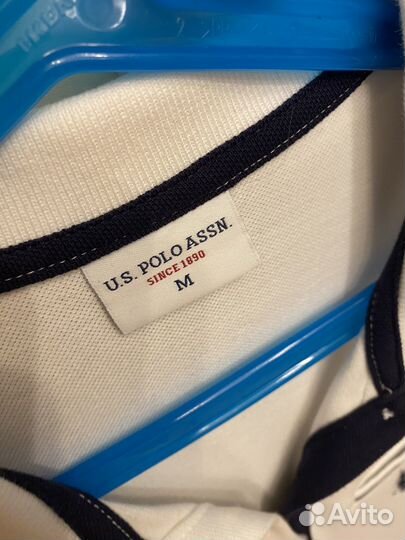 U.S. POLO ASSN.
SINCE 1890
M
Avito